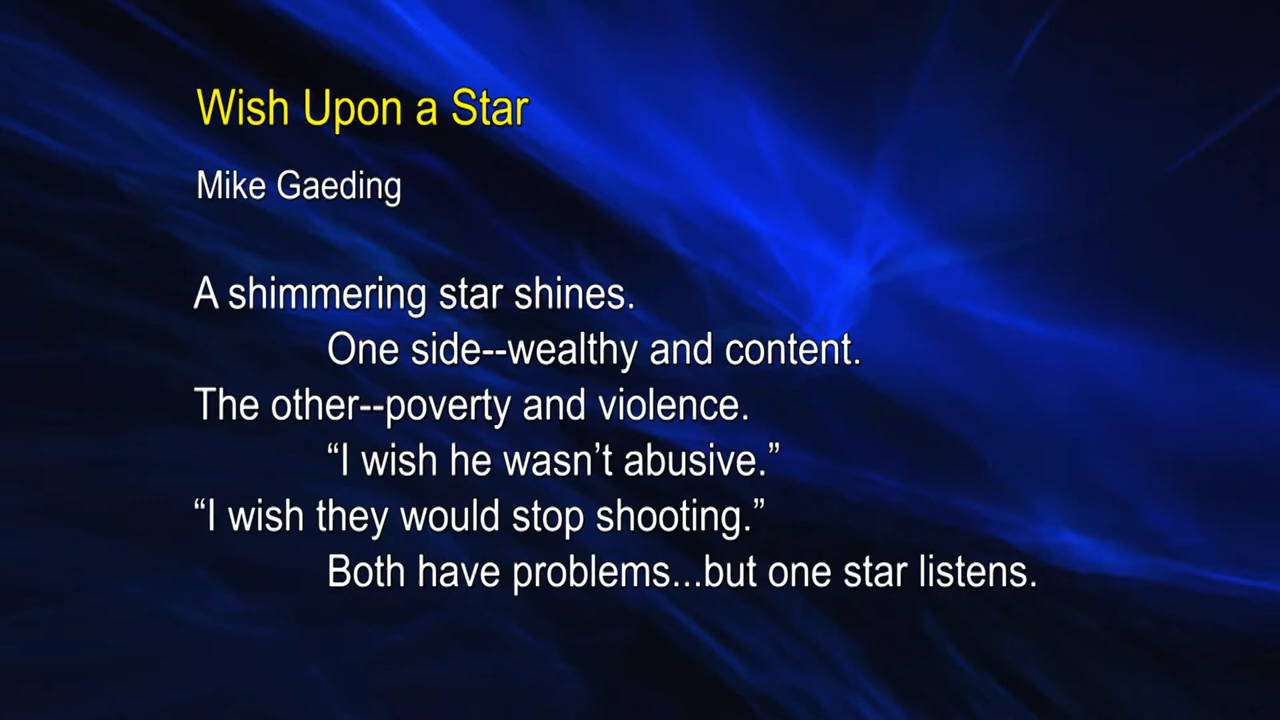 Wish Upon a Star
Mike Gaeding
A shimmering star shines.
One side--wealthy and content.
The other--poverty and violence.
“I wish he wasn’t abusive.”
“I wish they would stop shooting.”
Both have problems...but one star listens.